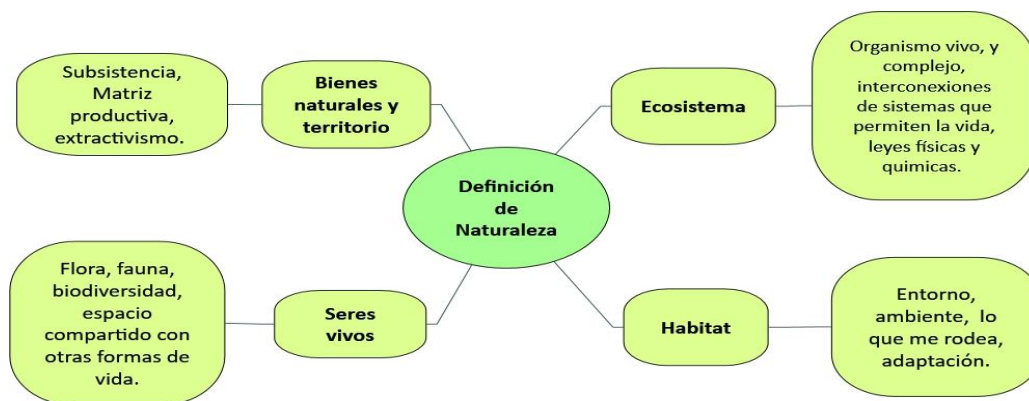 Subsistencia,
Matriz
productiva,
extractivismo.
Bienes
naturales y
territorio
Ecosistema
Organismo vivo, y
complejo,
interconexiones
de sistemas que
permiten la vida,
leyes físicas y
quimicas.
Definición
de
Naturaleza
Flora, fauna,
biodiversidad,
espacio
compartido con
otras formas de
vida.
Seres
vivos
Habitat
Entorno,
ambiente, lo
que me rodea,
adaptación.